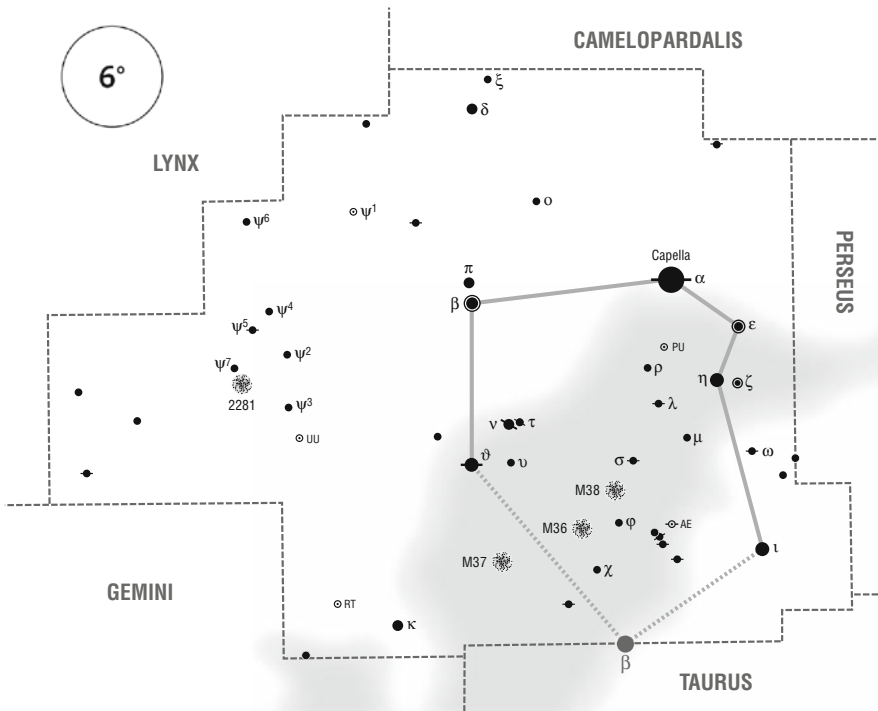 CAMELOPARDALIS
6°
ξ
δ
LYNX
ο
ψ1
ψ6
PERSEUS
Capella
α
π
β
ε
ψ4
ψ5
PU
ψ2
ρ
ψ7
η
ζ
2281
ψ3
λ
ν
τ
UU
μ
ω
ϑ
υ
σ
M38
M36
φ
AE
ι
M37
χ
GEMINI
RT
κ
β
TAURUS